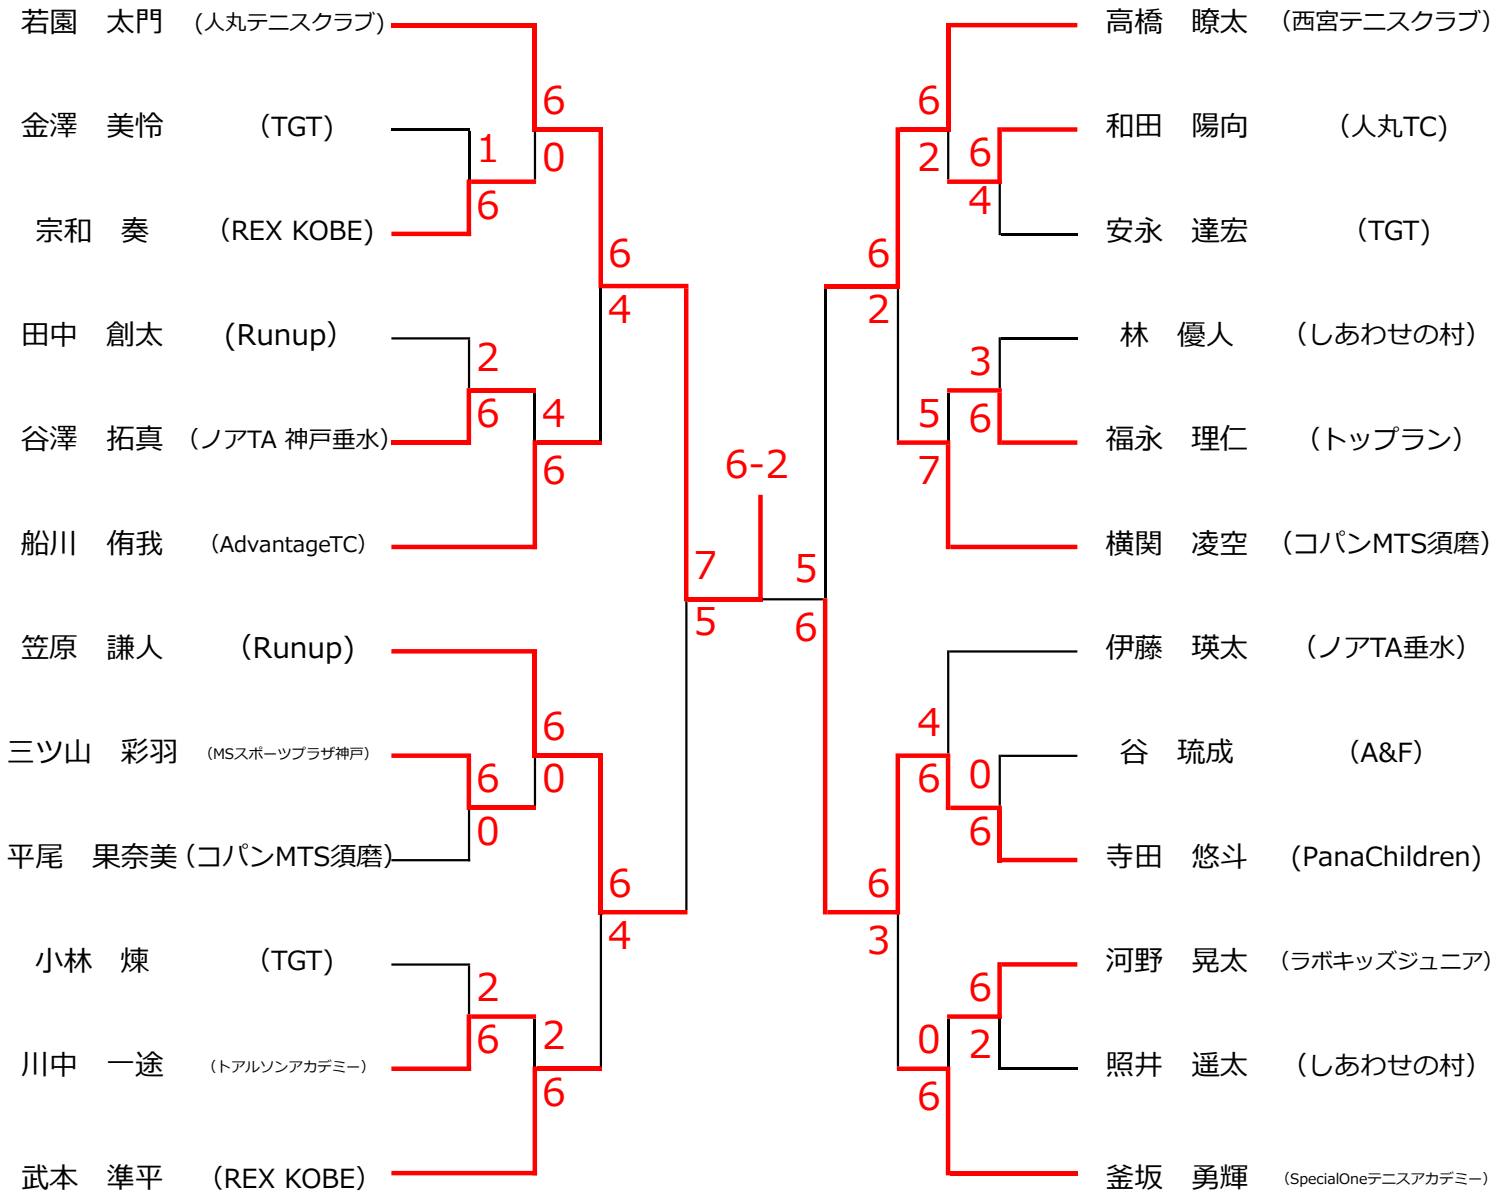 若園　太門 (人丸テニスクラブ)
金澤　美怜 (TGT)
宗和　奏 (REX KOBE)
田中　創太 (Runup)
谷澤　拓真 (ノアTA 神戸垂水)
船川　侑我 (AdvantageTC)
笠原　謙人 (Runup)
三ツ山　彩羽 (MSスポーツプラザ神戸)
平尾　果奈美 (コパンMTS須磨)
小林　煉 (TGT)
川中　一途 (トアルソンアカデミー)
武本　準平 (REX KOBE)
1
6
2
6
6
0
2
6
6
0
4
6
6
0
2
6
6
4
6
4
7
5
6-2
5
6
6
2
6
3
6
2
5
7
4
6
0
6
6
4
3
6
0
6
6
2
高橋　瞭太 (西宮テニスクラブ)
和田　陽向 (人丸TC)
安永　達宏 (TGT)
林　優人 (しあわせの村)
福永　理仁 (トップラン)
横関　凌空 (コパンMTS須磨)
伊藤　瑛太 (ノアTA垂水)
谷　琉成 (A&F)
寺田　悠斗 (PanaChildren)
河野　晃太 (ラボキッズジュニア)
照井　遥太 (しあわせの村)
釜坂　勇輝 (SpecialOneテニスアカデミー)